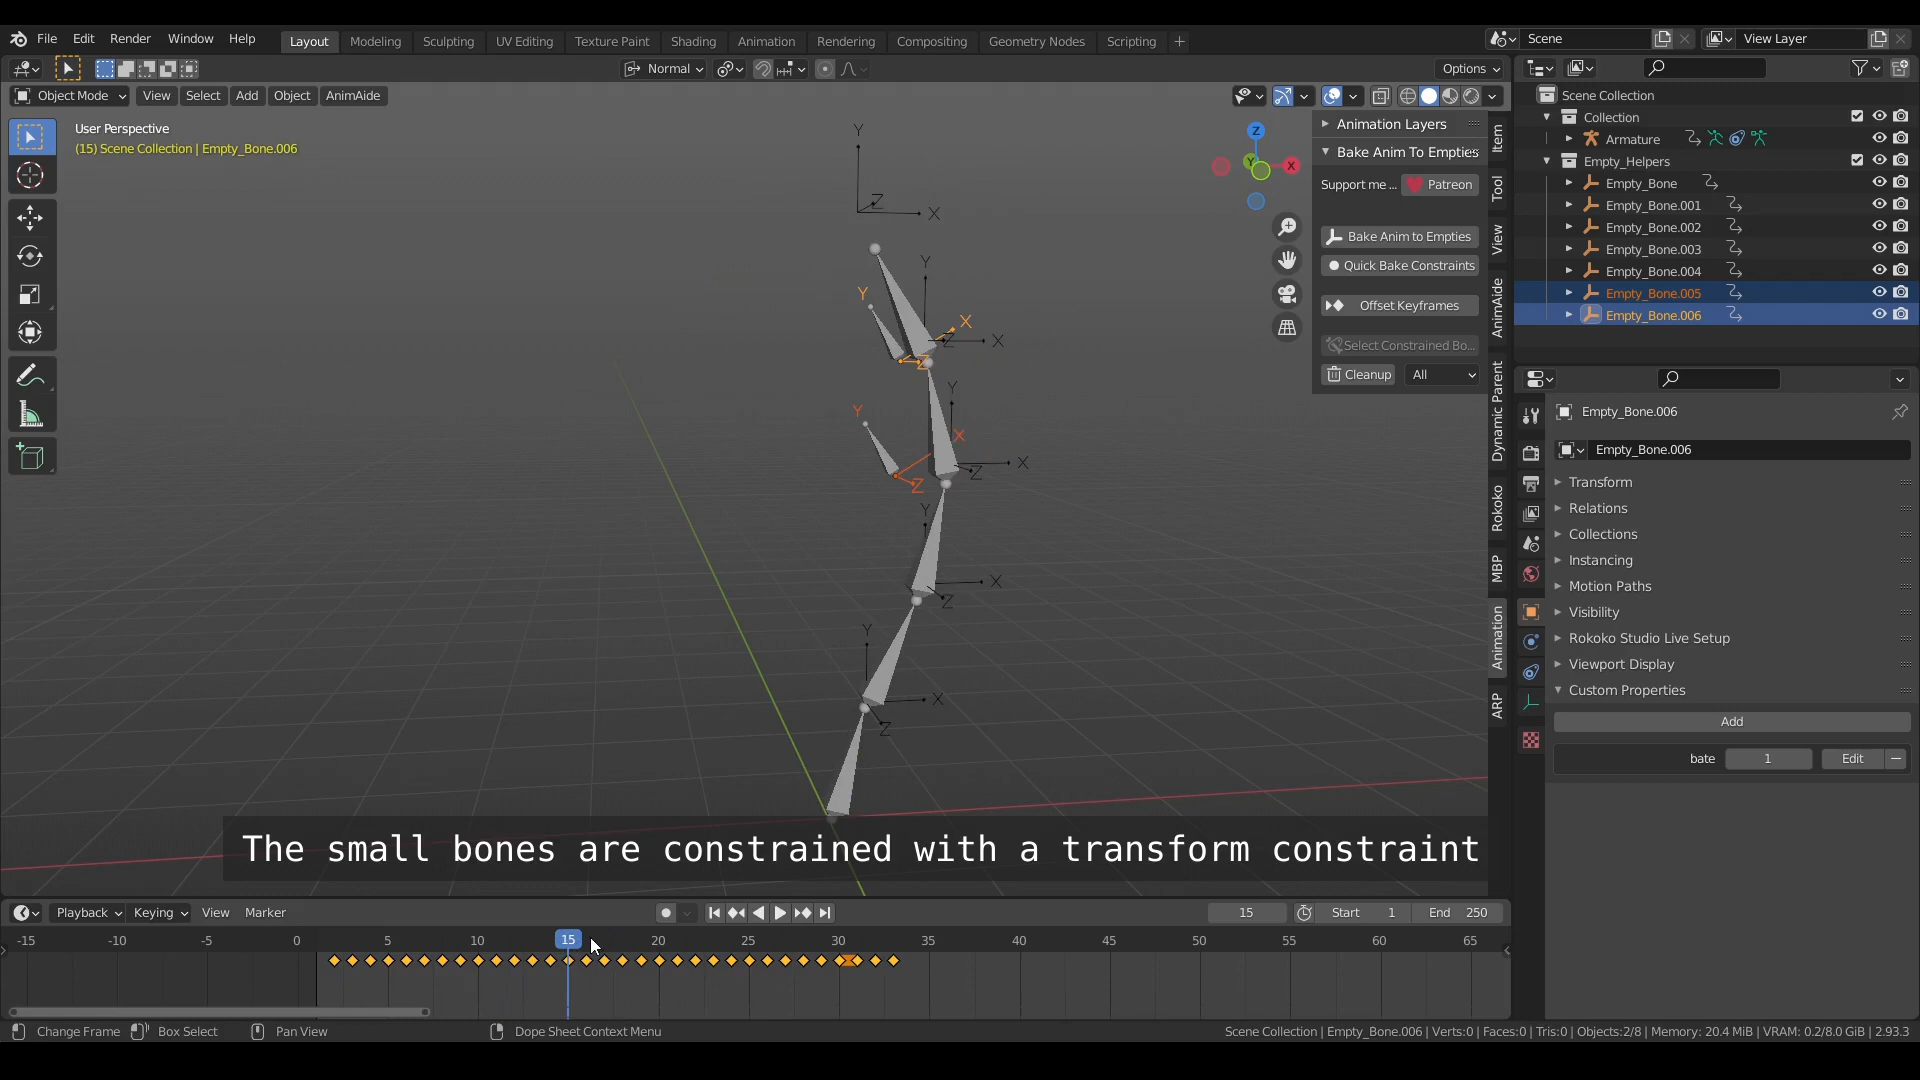 File Edit Render Window Help Layout Modeling Sculpting UV Editing Texture Paint Shading Animation Rendering Compositing Geometry Nodes Scripting + Scene View Layer
Normal Options
Object Mode View Select Add Object AnimAide
User Perspective
(15) Scene Collection | Empty_Bone.006
Animation Layers
Bake Anim To Empties
Support me ... Patreon
Bake Anim to Empties
Quick Bake Constraints
Offset Keyframes
Select Constrained Bo...
Cleanup All
Item
Tool
View
AnimAide
Dynamic Parent
Rokoko
MBP
Animation
ARP
Z
Y
X
Y
Z
X
Y
Y
X
Z
X
Z
Y
Y
X
X
Z
Z
Y
X
Z
Y
X
Z
Scene Collection
Collection
Armature
Empty_Helpers
Empty_Bone
Empty_Bone.001
Empty_Bone.002
Empty_Bone.003
Empty_Bone.004
Empty_Bone.005
Empty_Bone.006
Empty_Bone.006
Empty_Bone.006
Transform
Relations
Collections
Instancing
Motion Paths
Visibility
Rokoko Studio Live Setup
Viewport Display
Custom Properties
Add
bate 1 Edit
The small bones are constrained with a transform constraint
Playback Keying View Marker 15 Start 1 End 250
-15 -10 -5 0 5 10 15 20 25 30 35 40 45 50 55 60 65
Change Frame Box Select Pan View Dope Sheet Context Menu Scene Collection | Empty_Bone.006 | Verts:0 | Faces:0 | Tris:0 | Objects:2/8 | Memory: 20.4 MiB | VRAM: 0.2/8.0 GiB | 2.93.3